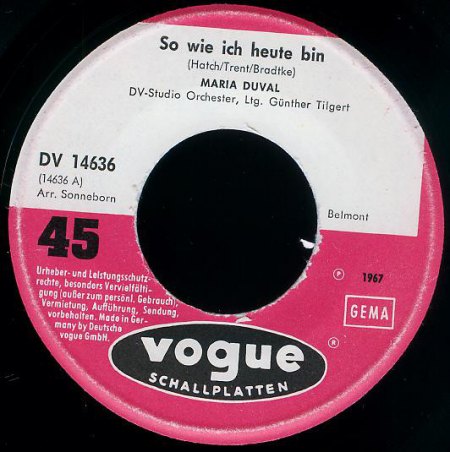 So wie ich heute bin
(Hatch/Trent/Bradtke)
MARIA DUVAL
DV-Studio Orchester, Ltg. Günther Tilgert
DV 14636
(14636 A)
Arr. Sonneborn
Belmont
45
Urheber- und Leistungsschutz-
rechte, besonders Vervielfälti-
gung (außer zum persönl. Gebrauch),
Vermietung, Aufführung, Sendung,
vorbehalten. Made in Ger-
many by Deutsche
vogue GmbH.
℗ 1967
GEMA
®
vogue
SCHALLPLATTEN